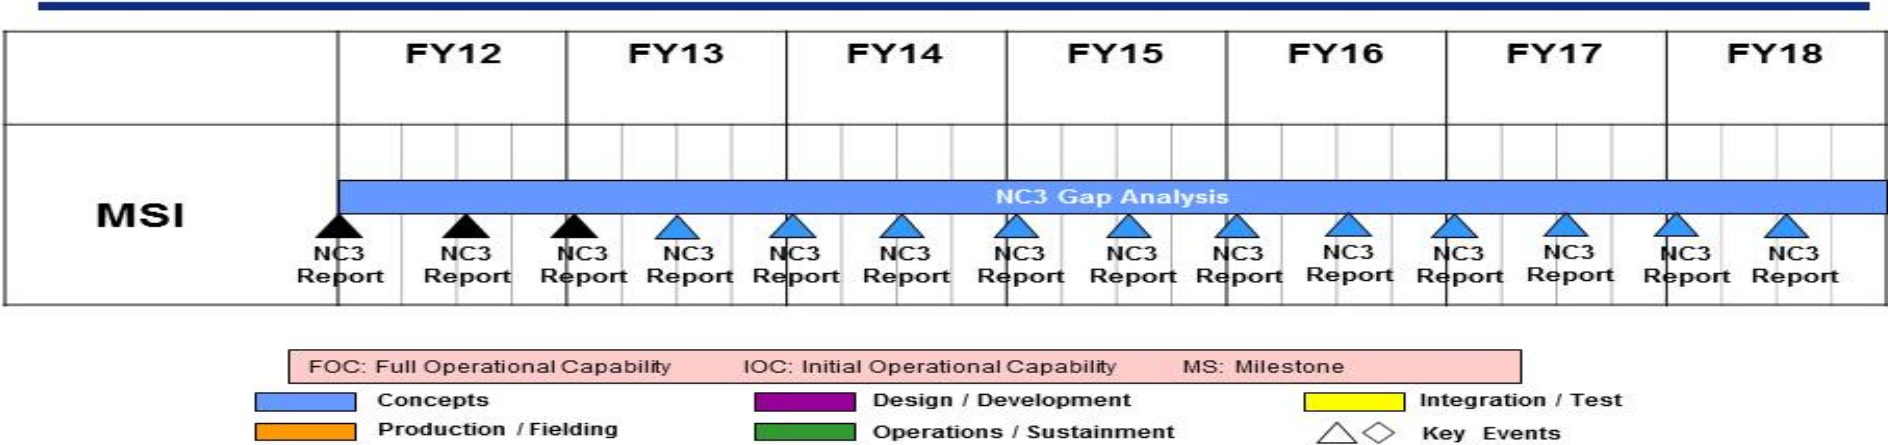 FY12 FY13 FY14 FY15 FY16 FY17 FY18
NC3 Gap Analysis
MSI
NC3 NC3 NC3 NC3 NC3 NC3 NC3 NC3 NC3 NC3 NC3 NC3 NC3 NC3
Report Report Report Report Report Report Report Report Report Report Report Report Report Report
FOC: Full Operational Capability IOC: Initial Operational Capability MS: Milestone
Concepts Design / Development Integration / Test
Production / Fielding Operations / Sustainment Key Events